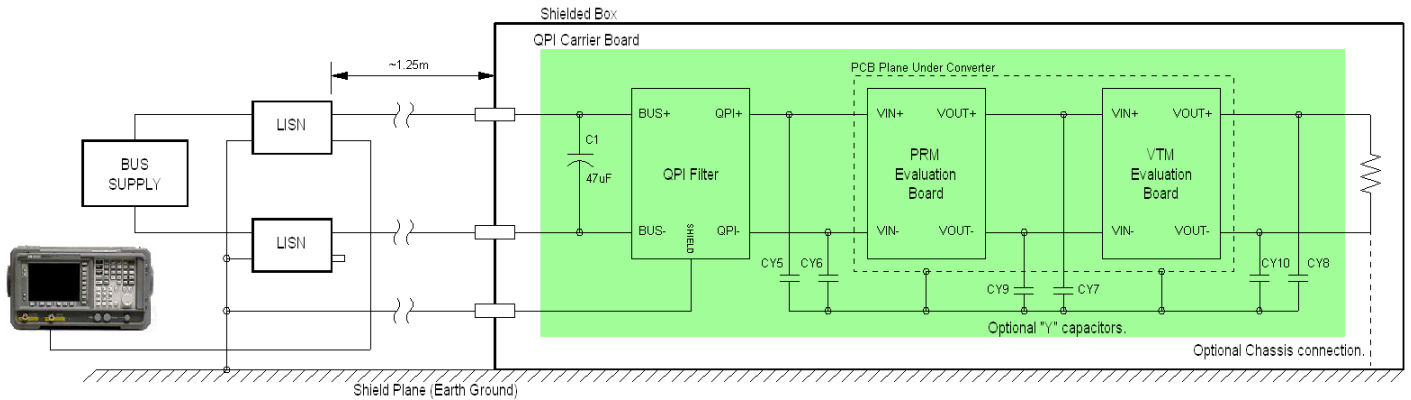 Shielded Box
QPI Carrier Board
~1.25m
PCB Plane Under Converter
LISN
BUS
SUPPLY
LISN
C1
47uF
BUS+
QPI+
QPI Filter
BUS-
SHIELD
QPI-
VIN+
VOUT+
PRM
Evaluation
Board
VIN-
VOUT-
VIN+
VOUT+
VTM
Evaluation
Board
VIN-
VOUT-
CY5
CY6
CY9
CY7
CY10
CY8
Optional "Y" capacitors.
Optional Chassis connection.
Shield Plane (Earth Ground)